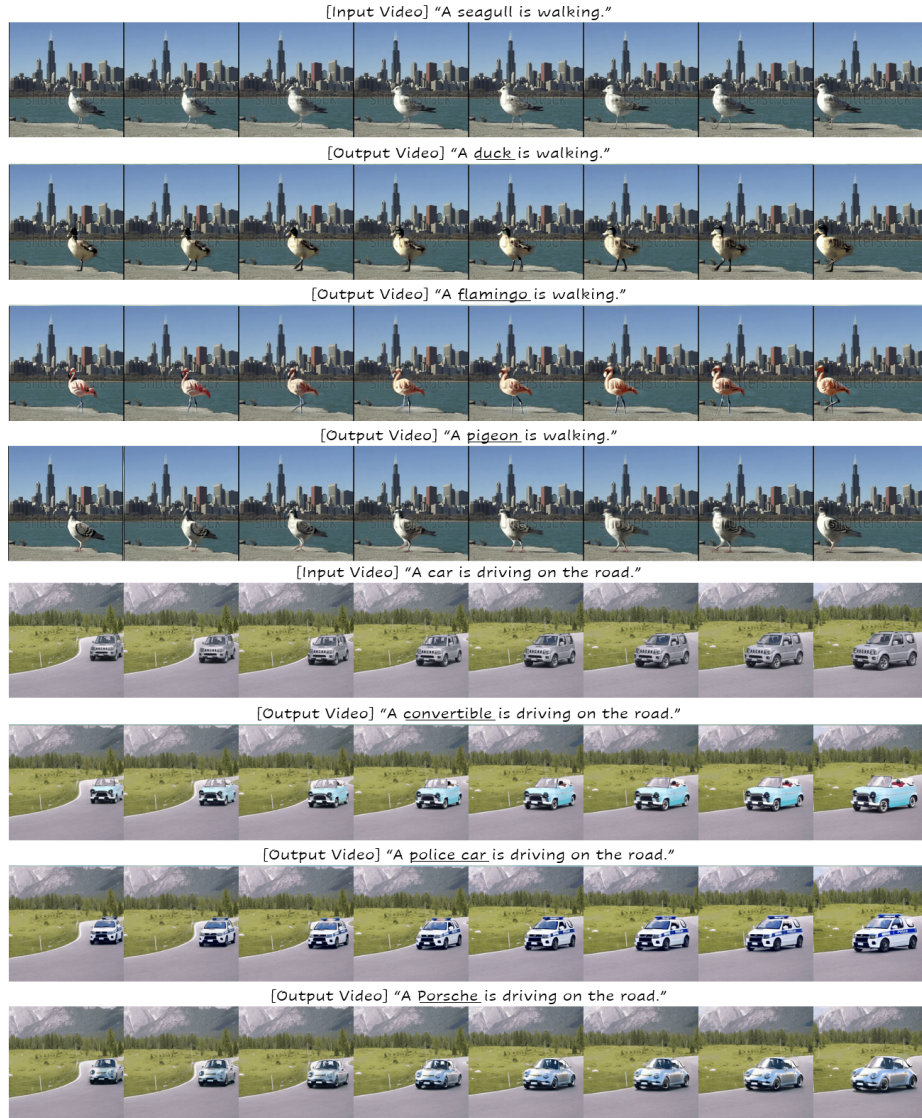 [Input Video] “A seagull is walking.”
[Output Video] “A duck is walking.”
[Output Video] “A flamingo is walking.”
[Output Video] “A pigeon is walking.”
[Input Video] “A car is driving on the road.”
[Output Video] “A convertible is driving on the road.”
[Output Video] “A police car is driving on the road.”
[Output Video] “A Porsche is driving on the road.”